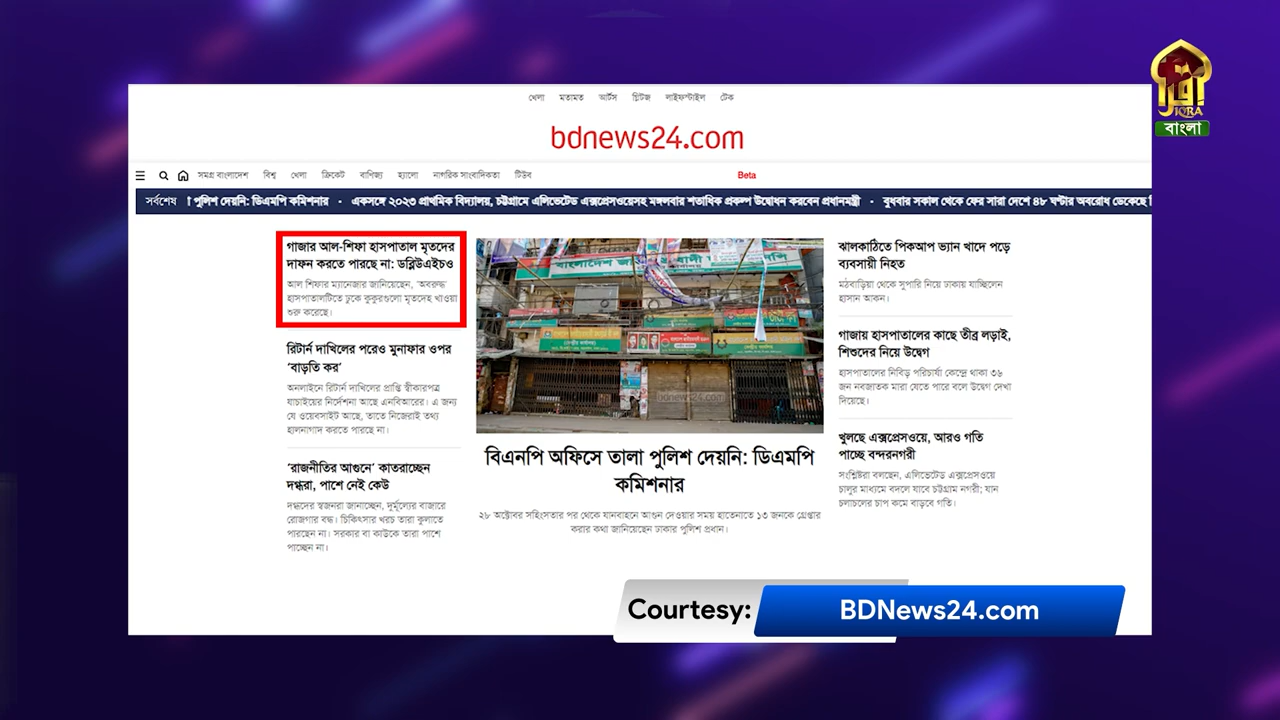 খেলা মতামত আর্টস গ্লিটজ লাইফস্টাইল টেক
bdnews24.com
সমগ্র বাংলাদেশ বিশ্ব খেলা ক্রিকেট বাণিজ্য হ্যালো নাগরিক সাংবাদিকতা টিউব Beta
সর্বশেষ পুলিশ দেয়নি: ডিএমপি কমিশনার • একসঙ্গে ২০২৩ প্রাথমিক বিদ্যালয়, চট্টগ্রামে এলিভেটেড এক্সপ্রেসওয়েসহ মঙ্গলবার শতাধিক প্রকল্প উদ্বোধন করবেন প্রধানমন্ত্রী • বুধবার সকাল থেকে ফের সারা দেশে ৪৮ ঘণ্টার অবরোধ ডেকেছে
গাজার আল-শিফা হাসপাতাল মৃতদের
দাফন করতে পারছে না: ডব্লিউএইচও
আল শিফার ম্যানেজার জানিয়েছেন, ‘অবরুদ্ধ’
হাসপাতালটিতে ঢুকে কুকুরগুলো মৃতদেহ খাওয়া
শুরু করেছে।
রিটার্ন দাখিলের পরেও মুনাফার ওপর
‘বাড়তি কর’
অনলাইনে রিটার্ন দাখিলের প্রাপ্তি স্বীকারপত্র
যাচাইয়ের নির্দেশনা আছে এনবিআরের। এ জন্য
যে ওয়েবসাইট আছে, তাতে নিজেরাই তথ্য
হালনাগাদ করতে পারছে না।
‘রাজনীতির আগুনে’ কাতরাচ্ছেন
দগ্ধরা, পাশে নেই কেউ
দগ্ধদের স্বজনরা জানাচ্ছেন, দুর্মূল্যের বাজারে
রোজগার বন্ধ। চিকিৎসার খরচ তারা কুলাতে
পারছেন না। সরকার বা কাউকে তারা পাশে
পাচ্ছেন না।
বাংলাদেশ
bdnews24.com
বিএনপি অফিসে তালা পুলিশ দেয়নি: ডিএমপি
কমিশনার
২৮ অক্টোবর সহিংসতার পর থেকে যানবাহনে আগুন দেওয়ার সময় হাতেনাতে ১৩ জনকে গ্রেপ্তার
করার কথা জানিয়েছেন ঢাকার পুলিশ প্রধান।
ঝালকাঠিতে পিকআপ ভ্যান খাদে পড়ে
ব্যবসায়ী নিহত
মঠবাড়িয়া থেকে সুপারি নিয়ে ঢাকায় যাচ্ছিলেন
হাসান আকন।
গাজায় হাসপাতালের কাছে তীব্র লড়াই,
শিশুদের নিয়ে উদ্বেগ
হাসপাতালের নিবিড় পরিচর্যা কেন্দ্রে থাকা ৩৬
জন নবজাতক মারা যেতে পারে বলে উদ্বেগ দেখা
দিয়েছে।
খুলছে এক্সপ্রেসওয়ে, আরও গতি
পাচ্ছে বন্দরনগরী
সংশ্লিষ্টরা বলছেন, এলিভেটেড এক্সপ্রেসওয়ে
চালুর মাধ্যমে বদলে যাবে চট্টগ্রাম নগরী; যান
চলাচলের চাপ কমে বাড়বে গতি।
Courtesy: BDNews24.com
اقرأ
IQRA
বাংলা